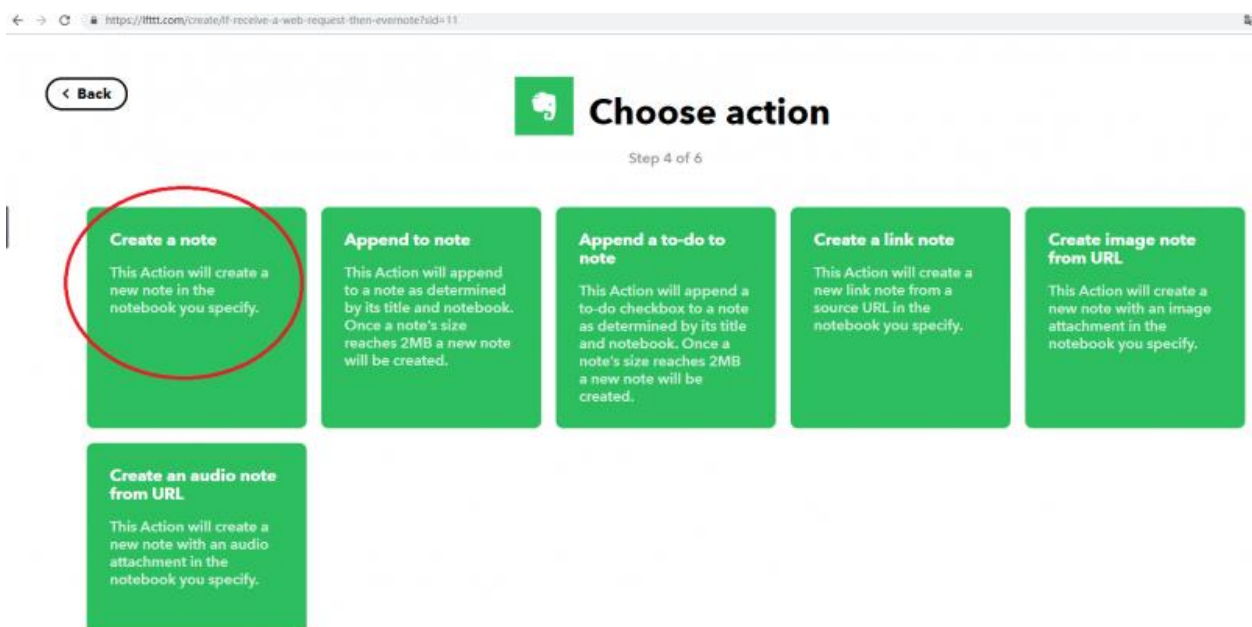 https://ifttt.com/create/if-receive-a-web-request-then-evernote?sid=11
< Back
Choose action
Step 4 of 6
Create a note
This Action will create a
new note in the
notebook you specify.
Append to note
This Action will append
to a note as determined
by its title and notebook.
Once a note's size
reaches 2MB a new note
will be created.
Append a to-do to
note
This Action will append a
to-do checkbox to a note
as determined by its title
and notebook. Once a
note's size reaches 2MB
a new note will be
created.
Create a link note
This Action will create a
new link note from a
source URL in the
notebook you specify.
Create image note
from URL
This Action will create a
new note with an image
attachment in the
notebook you specify.
Create an audio note
from URL
This Action will create a
new note with an audio
attachment in the
notebook you specify.